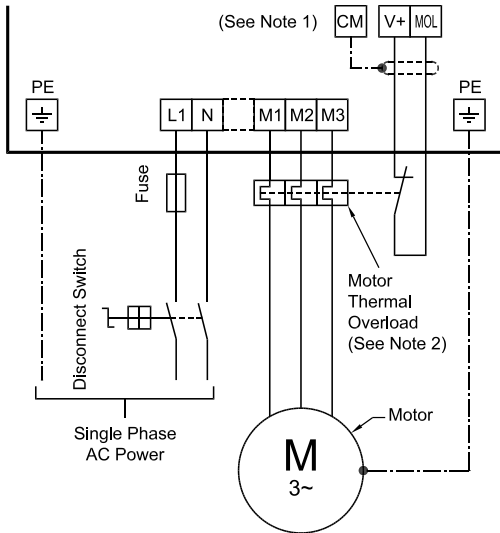 (See Note 1)
CM
V+
MOL
PE
L1
N
M1
M2
M3
PE
Fuse
Disconnect Switch
Motor
Thermal
Overload
(See Note 2)
Single Phase
AC Power
Motor
M
3~